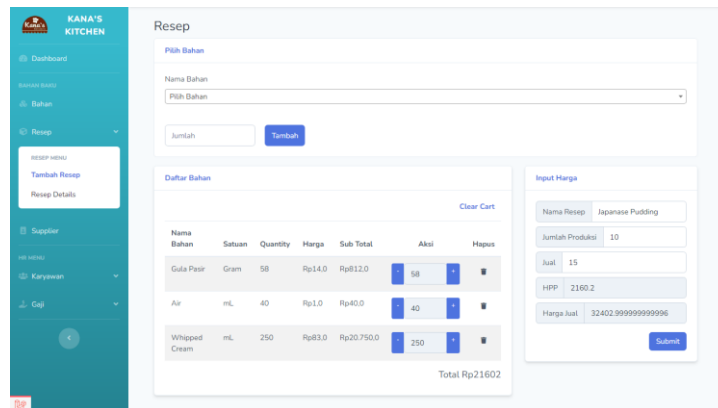 KANA'S
KITCHEN
Dashboard
BAHAN BAKU
Bahan
Resep
RESEP MENU
Tambah Resep
Resep Details
Supplier
HR MENU
Karyawan
Gaji
Resep
Pilih Bahan
Nama Bahan
Pilih Bahan
Jumlah Tambah
Daftar Bahan
Clear Cart
Nama Bahan Satuan Quantity Harga Sub Total Aksi Hapus
Gula Pasir Gram 58 Rp14,0 Rp812,0 - 58 +
Air mL 40 Rp1,0 Rp40,0 - 40 +
Whipped Cream mL 250 Rp83,0 Rp20.750,0 - 250 +
Total Rp21602
Input Harga
Nama Resep Japanase Pudding
Jumlah Produksi 10
Jual 15
HPP 2160.2
Harga Jual 32402.999999999996
Submit